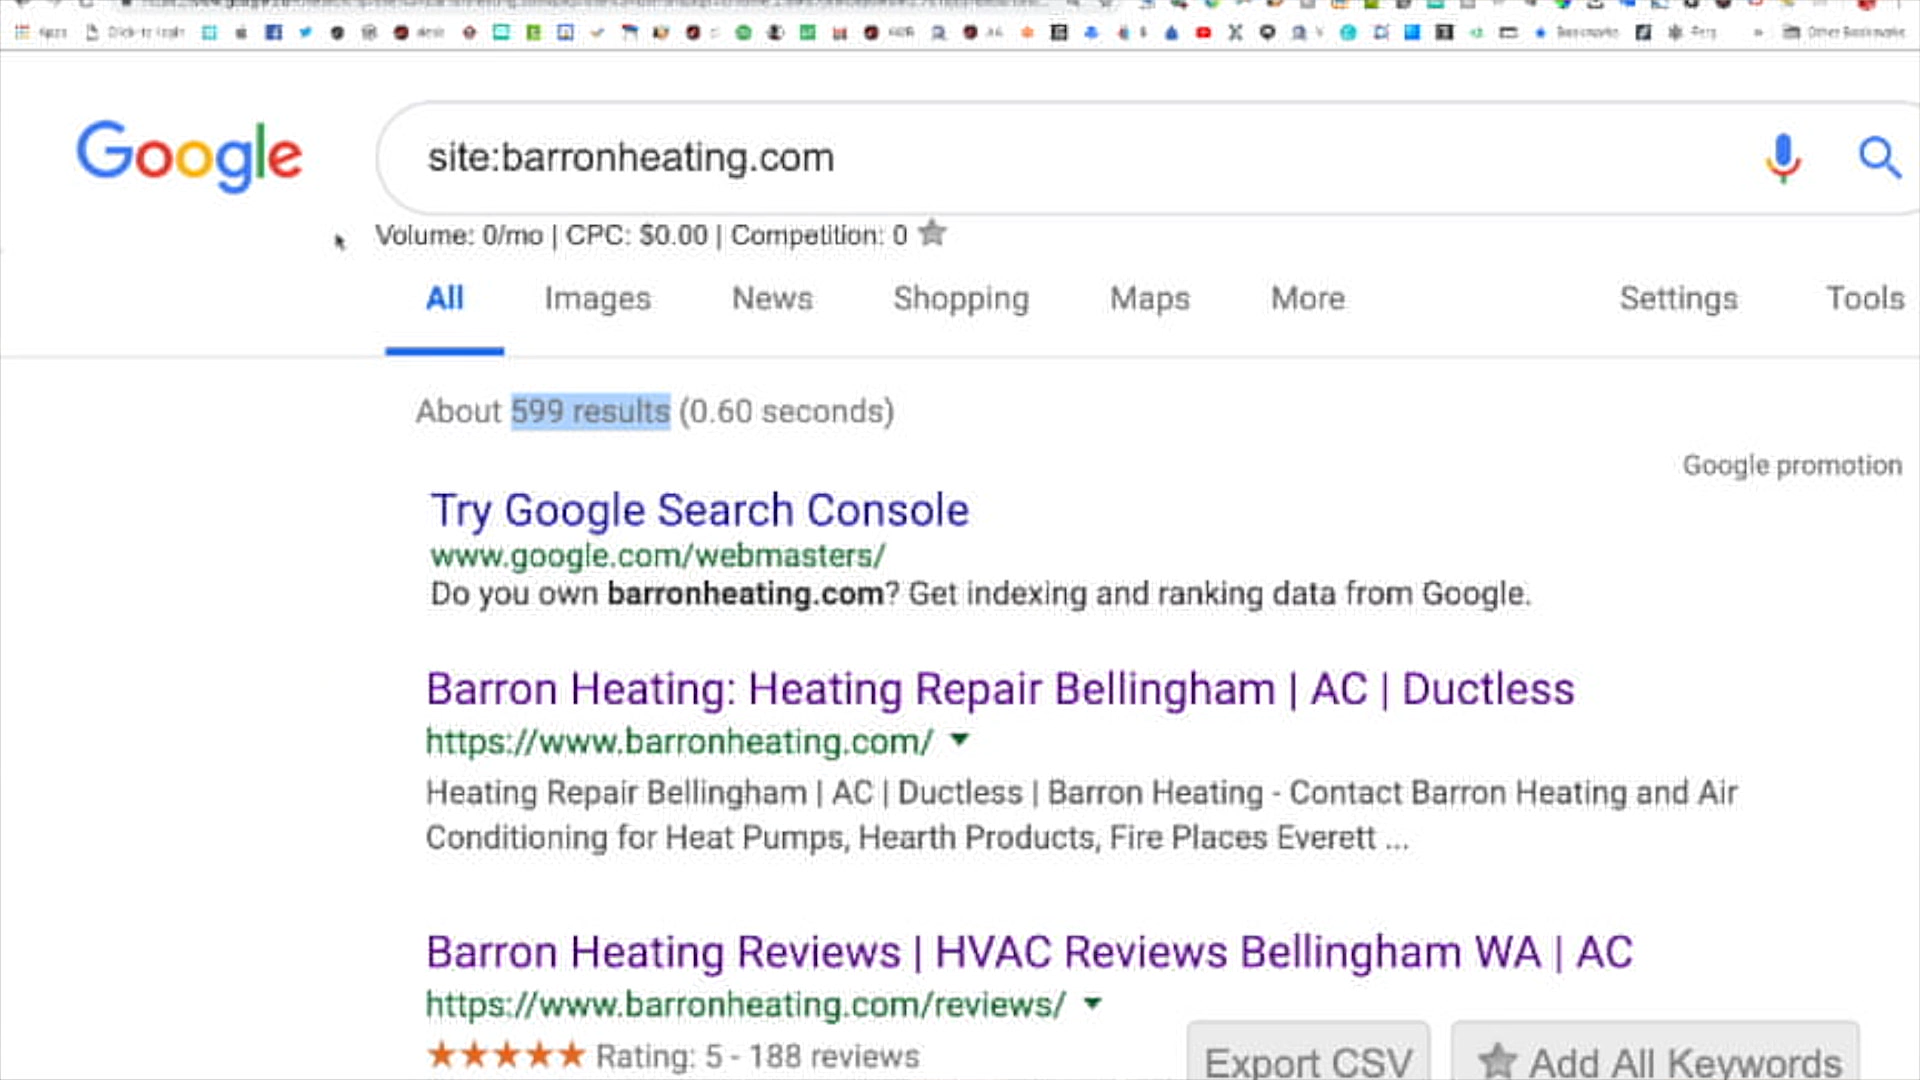 Apps
Other Bookmarks
Google
site:barronheating.com
Volume: 0/mo | CPC: $0.00 | Competition: 0
All Images News Shopping Maps More Settings Tools
About 599 results (0.60 seconds)
Google promotion
Try Google Search Console
www.google.com/webmasters/
Do you own barronheating.com? Get indexing and ranking data from Google.
Barron Heating: Heating Repair Bellingham | AC | Ductless
https://www.barronheating.com/
Heating Repair Bellingham | AC | Ductless | Barron Heating - Contact Barron Heating and Air
Conditioning for Heat Pumps, Hearth Products, Fire Places Everett ...
Barron Heating Reviews | HVAC Reviews Bellingham WA | AC
https://www.barronheating.com/reviews/
Rating: 5 - 188 reviews
Export CSV
Add All Keywords